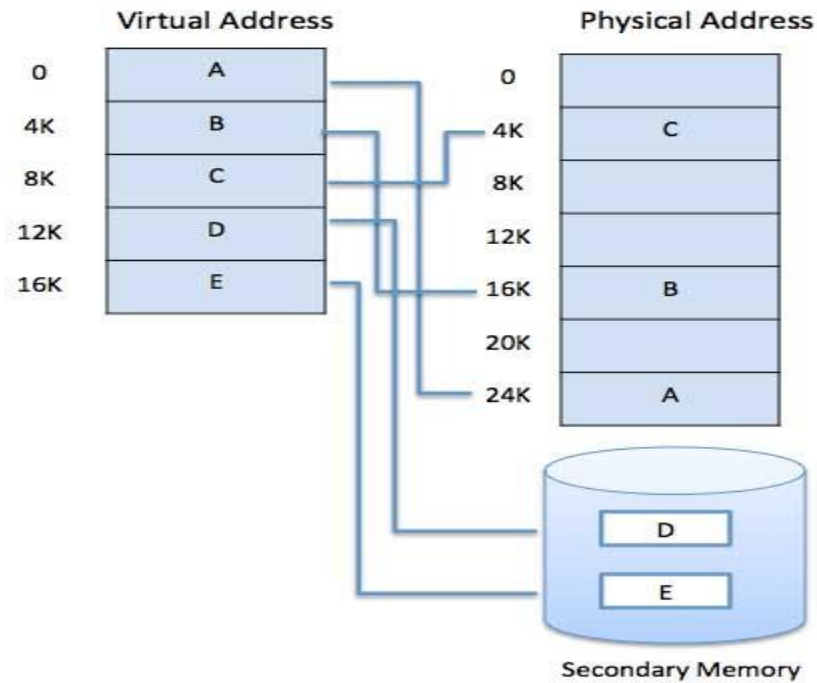 Virtual Address
0
A
4K
B
8K
C
12K
D
16K
E
Physical Address
0
4K
C
8K
12K
16K
B
20K
24K
A
D
E
Secondary Memory